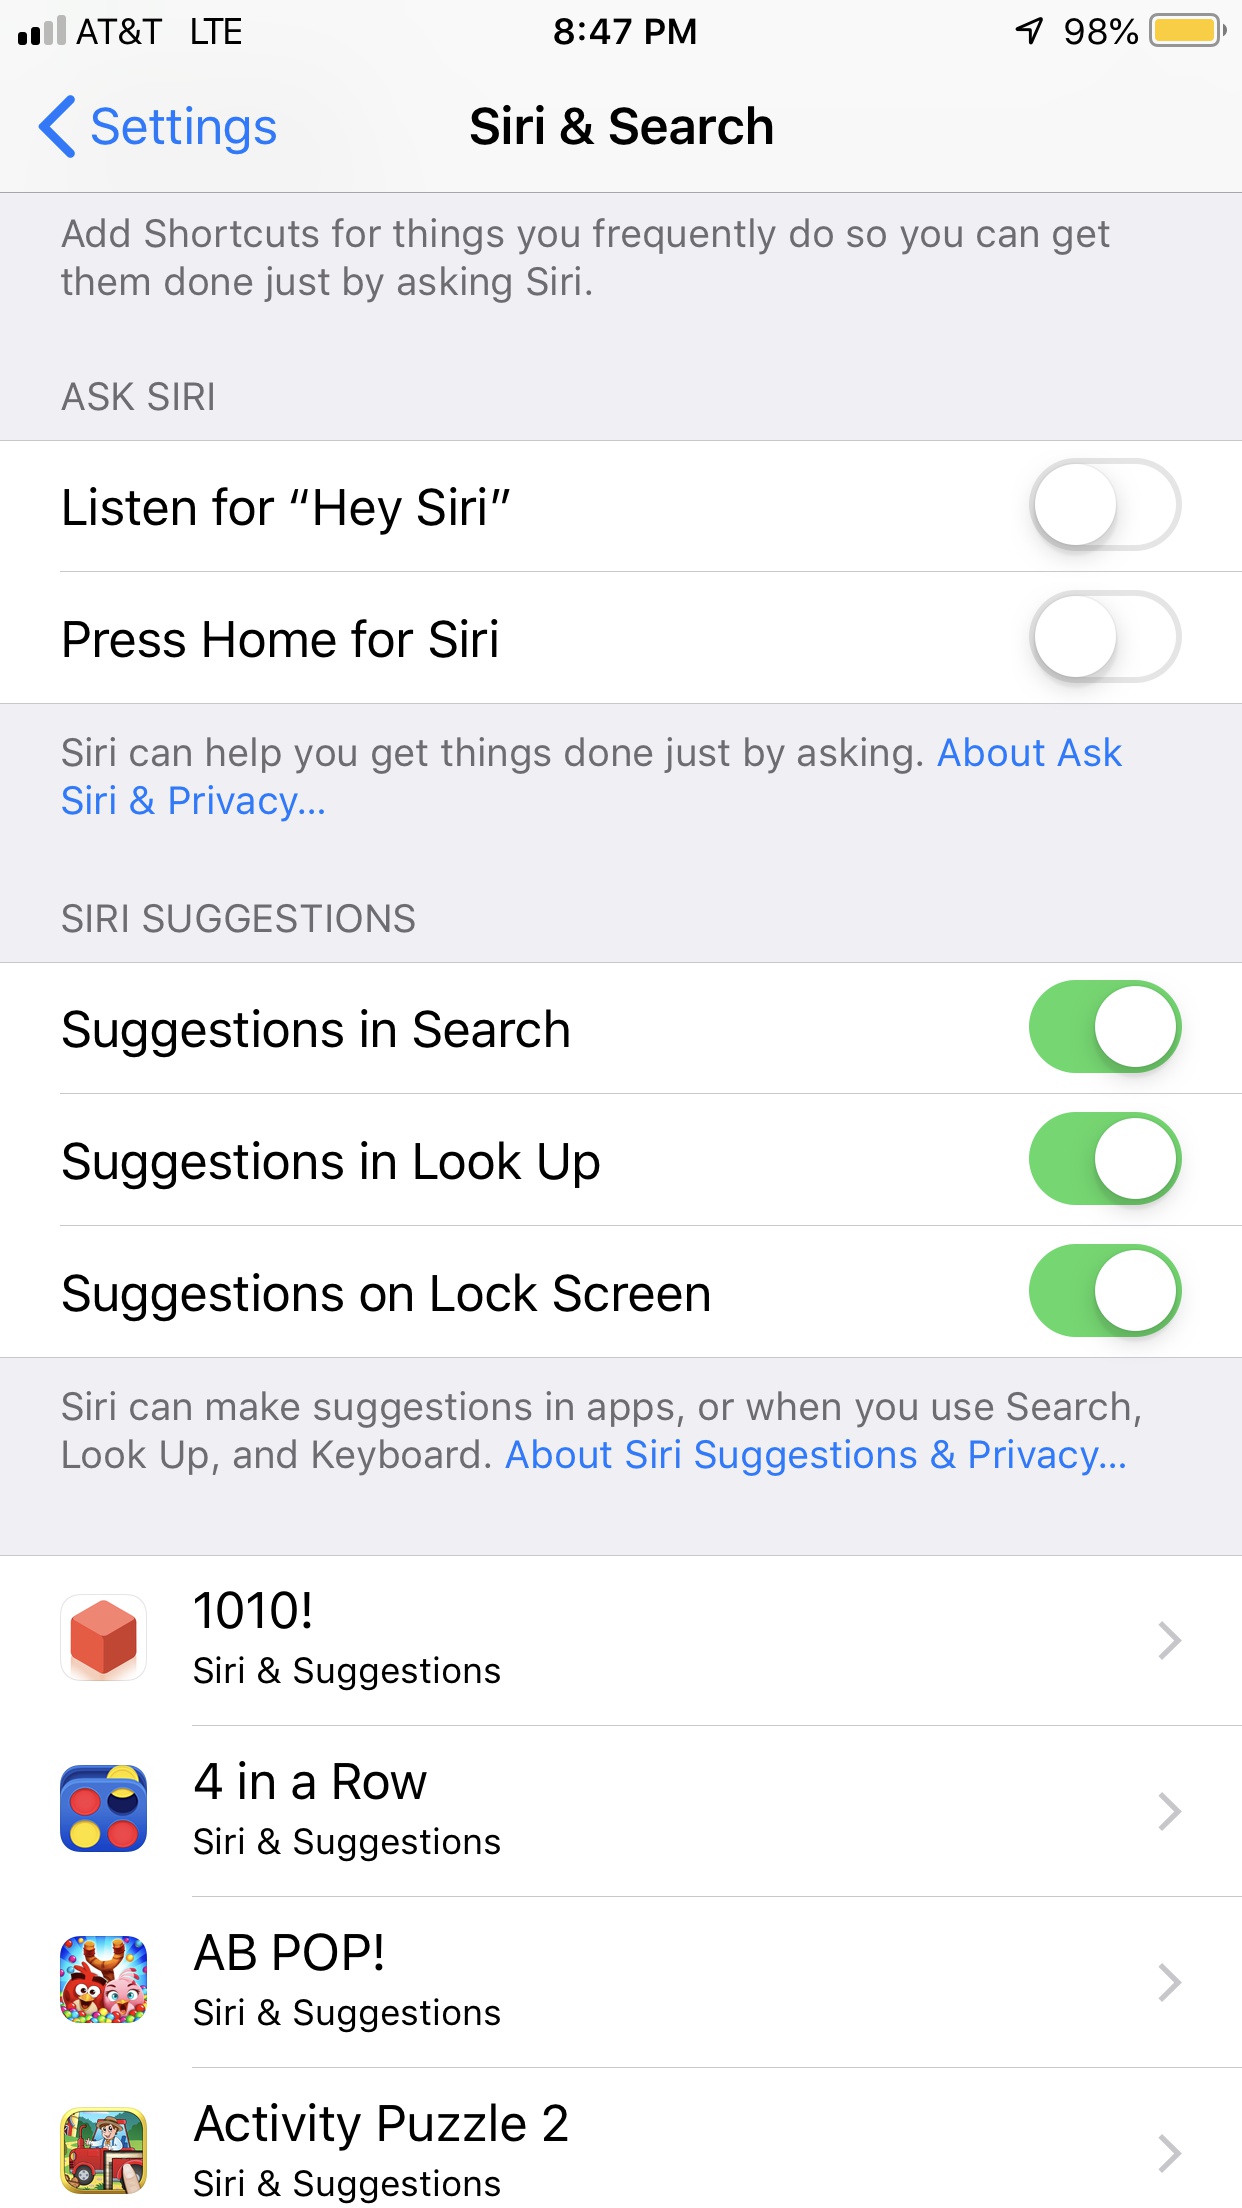 AT&T LTE 8:47 PM 98%
Settings Siri & Search
Add Shortcuts for things you frequently do so you can get
them done just by asking Siri.
ASK SIRI
Listen for “Hey Siri”
Press Home for Siri
Siri can help you get things done just by asking. About Ask
Siri & Privacy...
SIRI SUGGESTIONS
Suggestions in Search
Suggestions in Look Up
Suggestions on Lock Screen
Siri can make suggestions in apps, or when you use Search,
Look Up, and Keyboard. About Siri Suggestions & Privacy...
1010!
Siri & Suggestions
4 in a Row
Siri & Suggestions
AB POP!
Siri & Suggestions
Activity Puzzle 2
Siri & Suggestions